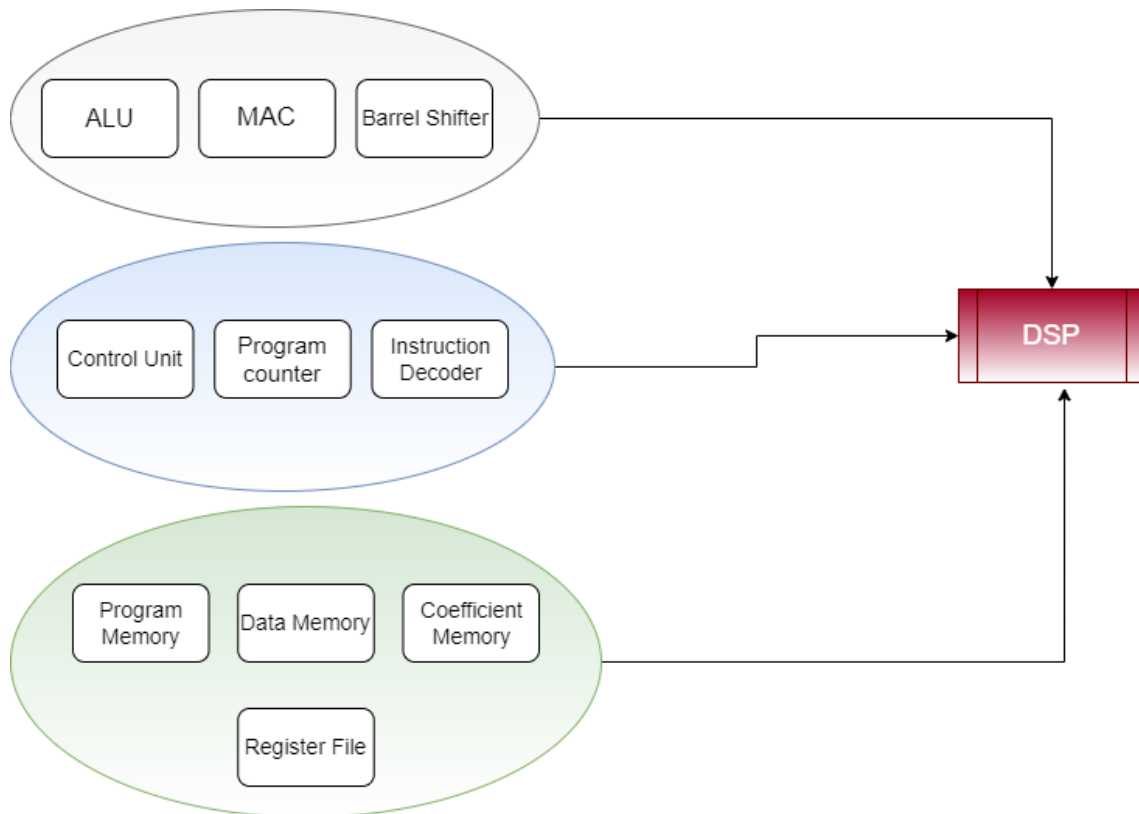 ALU
MAC
Barrel Shifter
Control Unit
Program
counter
Instruction
Decoder
DSP
Program
Memory
Data Memory
Coefficient
Memory
Register File